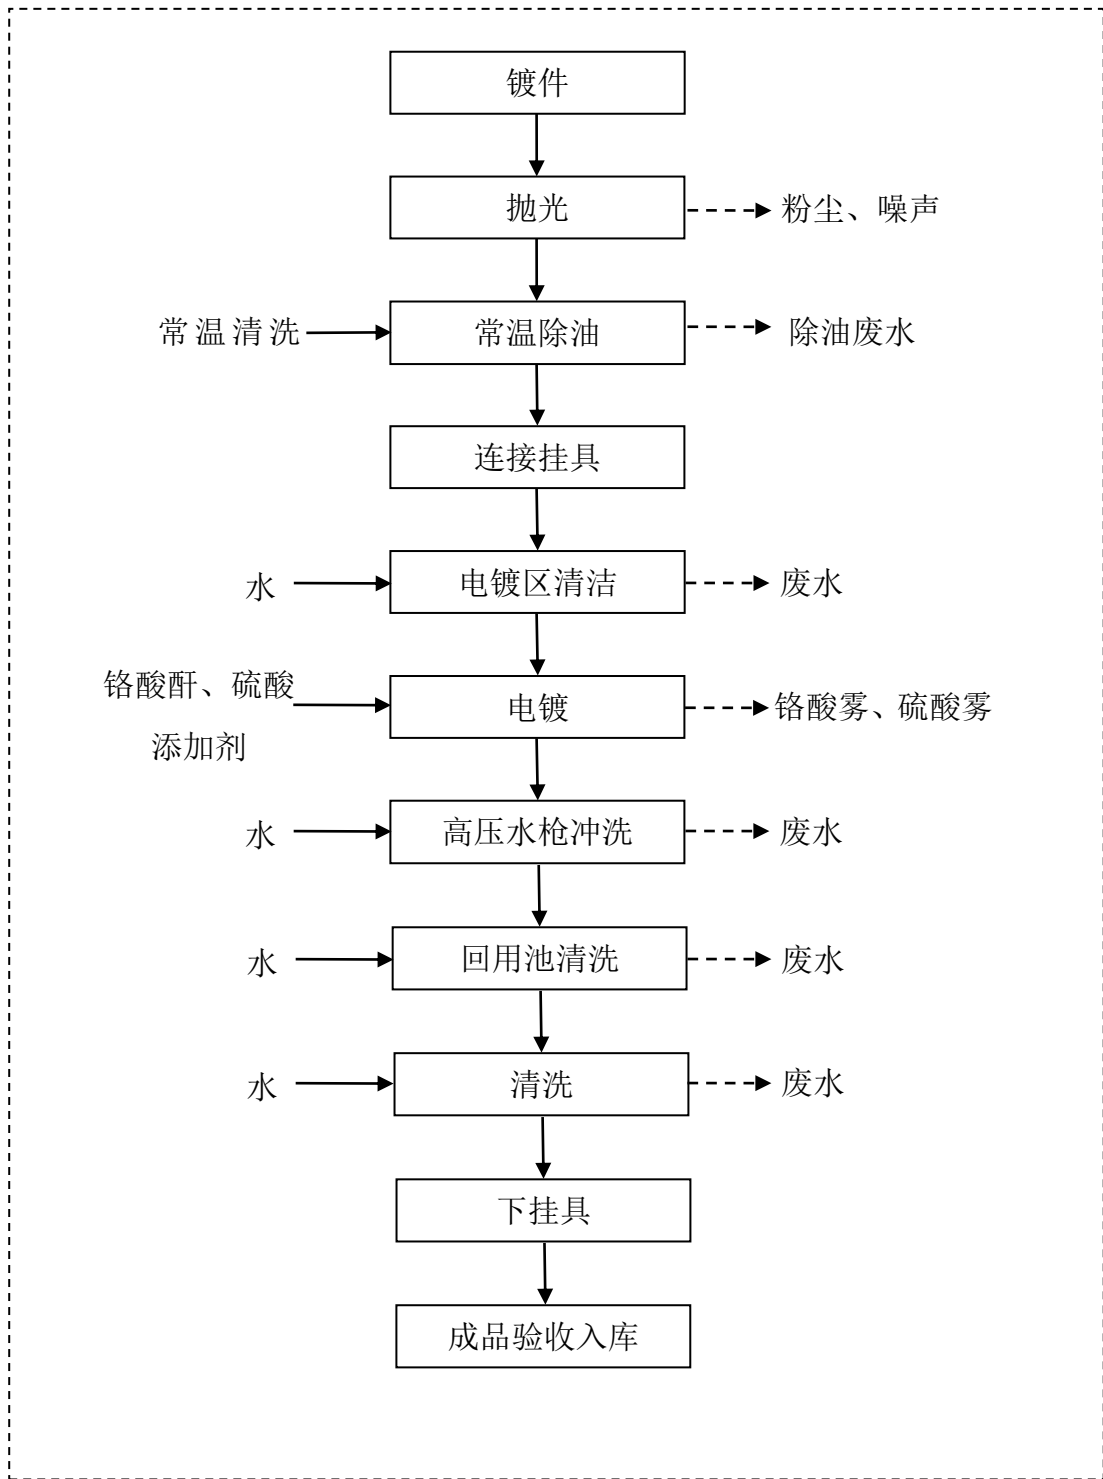 镀件
抛光
粉尘、噪声
常温清洗
常温除油
除油废水
连接挂具
水
电镀区清洁
废水
铬酸酐、硫酸
添加剂
电镀
铬酸雾、硫酸雾
水
高压水枪冲洗
废水
水
回用池清洗
废水
水
清洗
废水
下挂具
成品验收入库